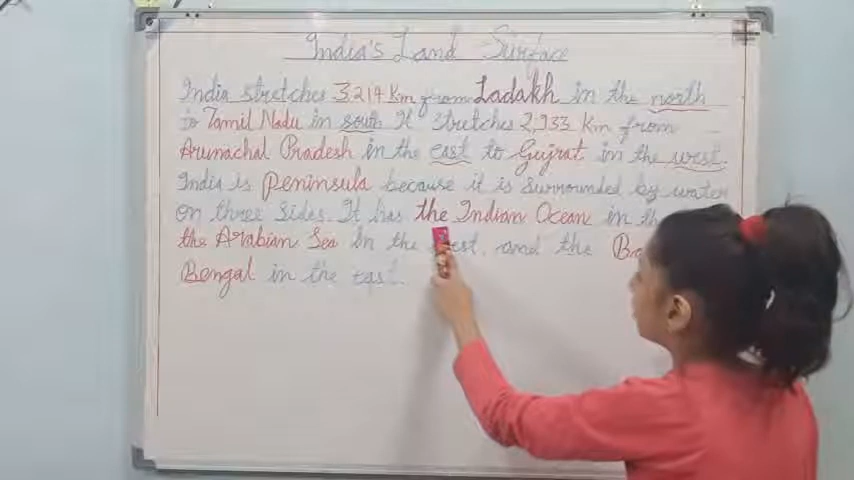 India's Land Surface
India stretches 3,214 Km from Ladakh in the north
to Tamil Nadu in south It stretches 2,933 Km from
Arunachal Pradesh in the east to Gujrat in the west.
India is Peninsula because it is surrounded by water
on three sides. It has the Indian Ocean in the
the Arabian Sea in the west, and the
Bengal in the east.